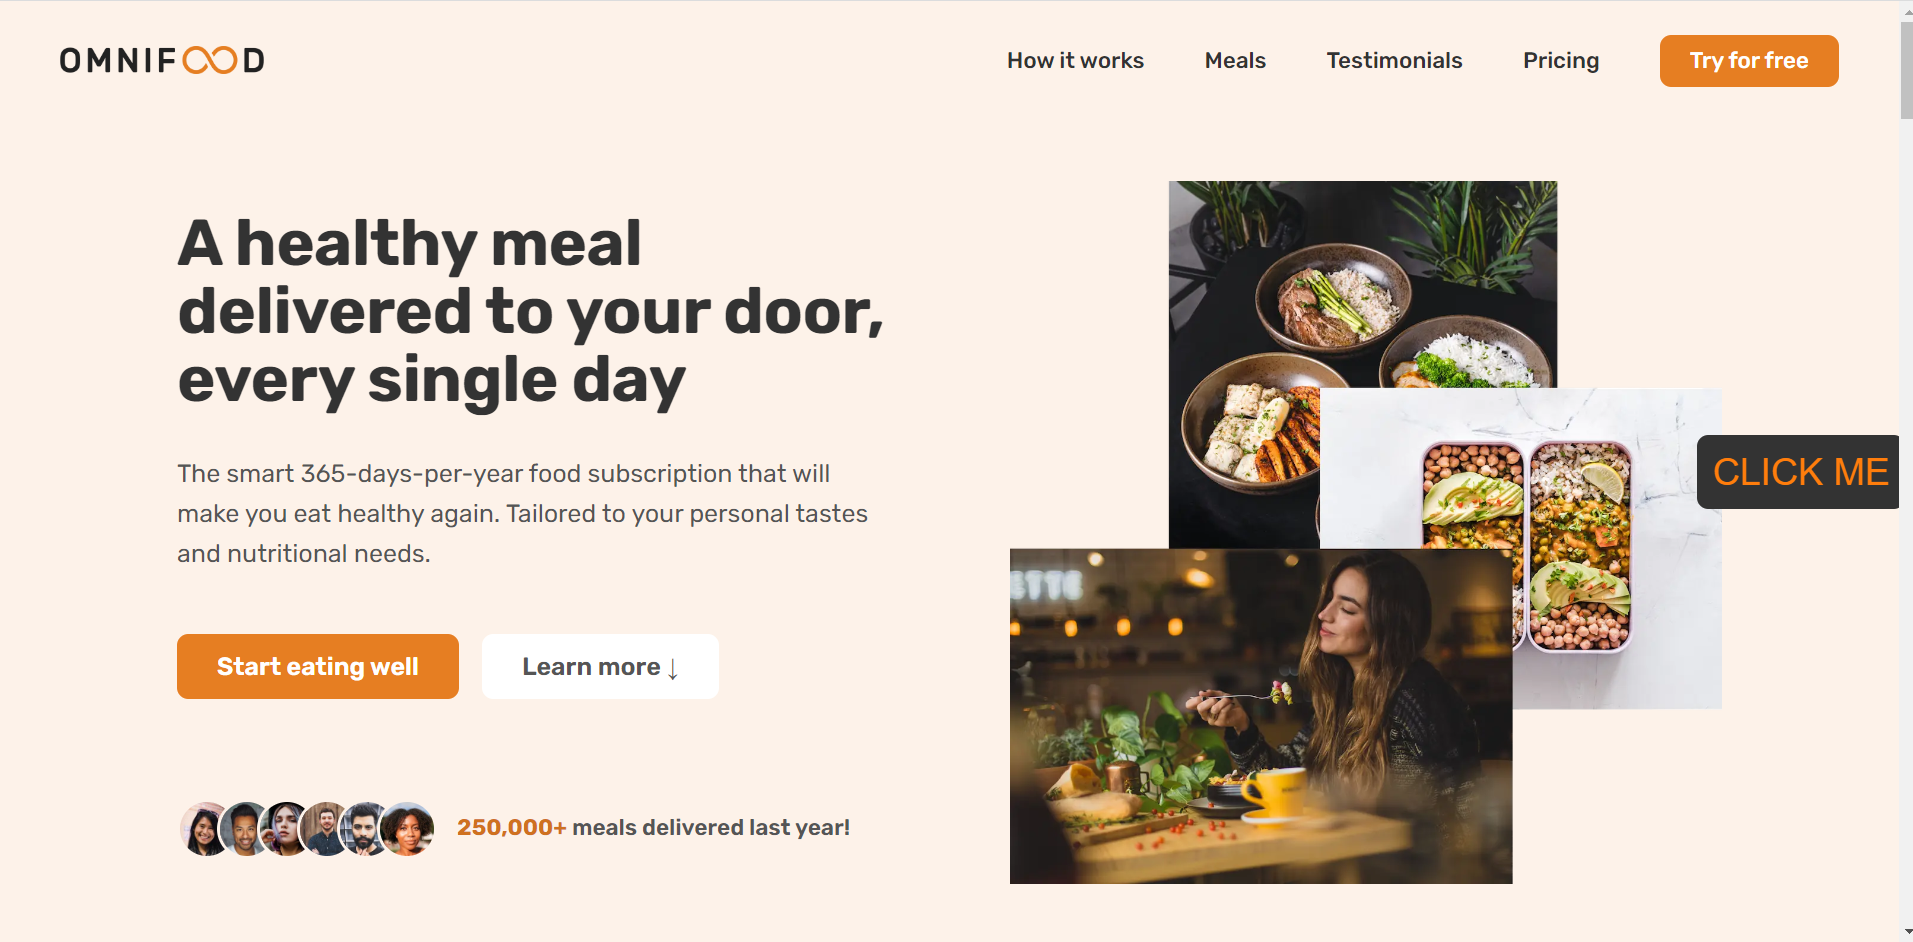 OMNIFOOD
How it works
Meals
Testimonials
Pricing
Try for free
A healthy meal
delivered to your door,
every single day
The smart 365-days-per-year food subscription that will
make you eat healthy again. Tailored to your personal tastes
and nutritional needs.
Start eating well
Learn more ↓
250,000+ meals delivered last year!
CLICK ME